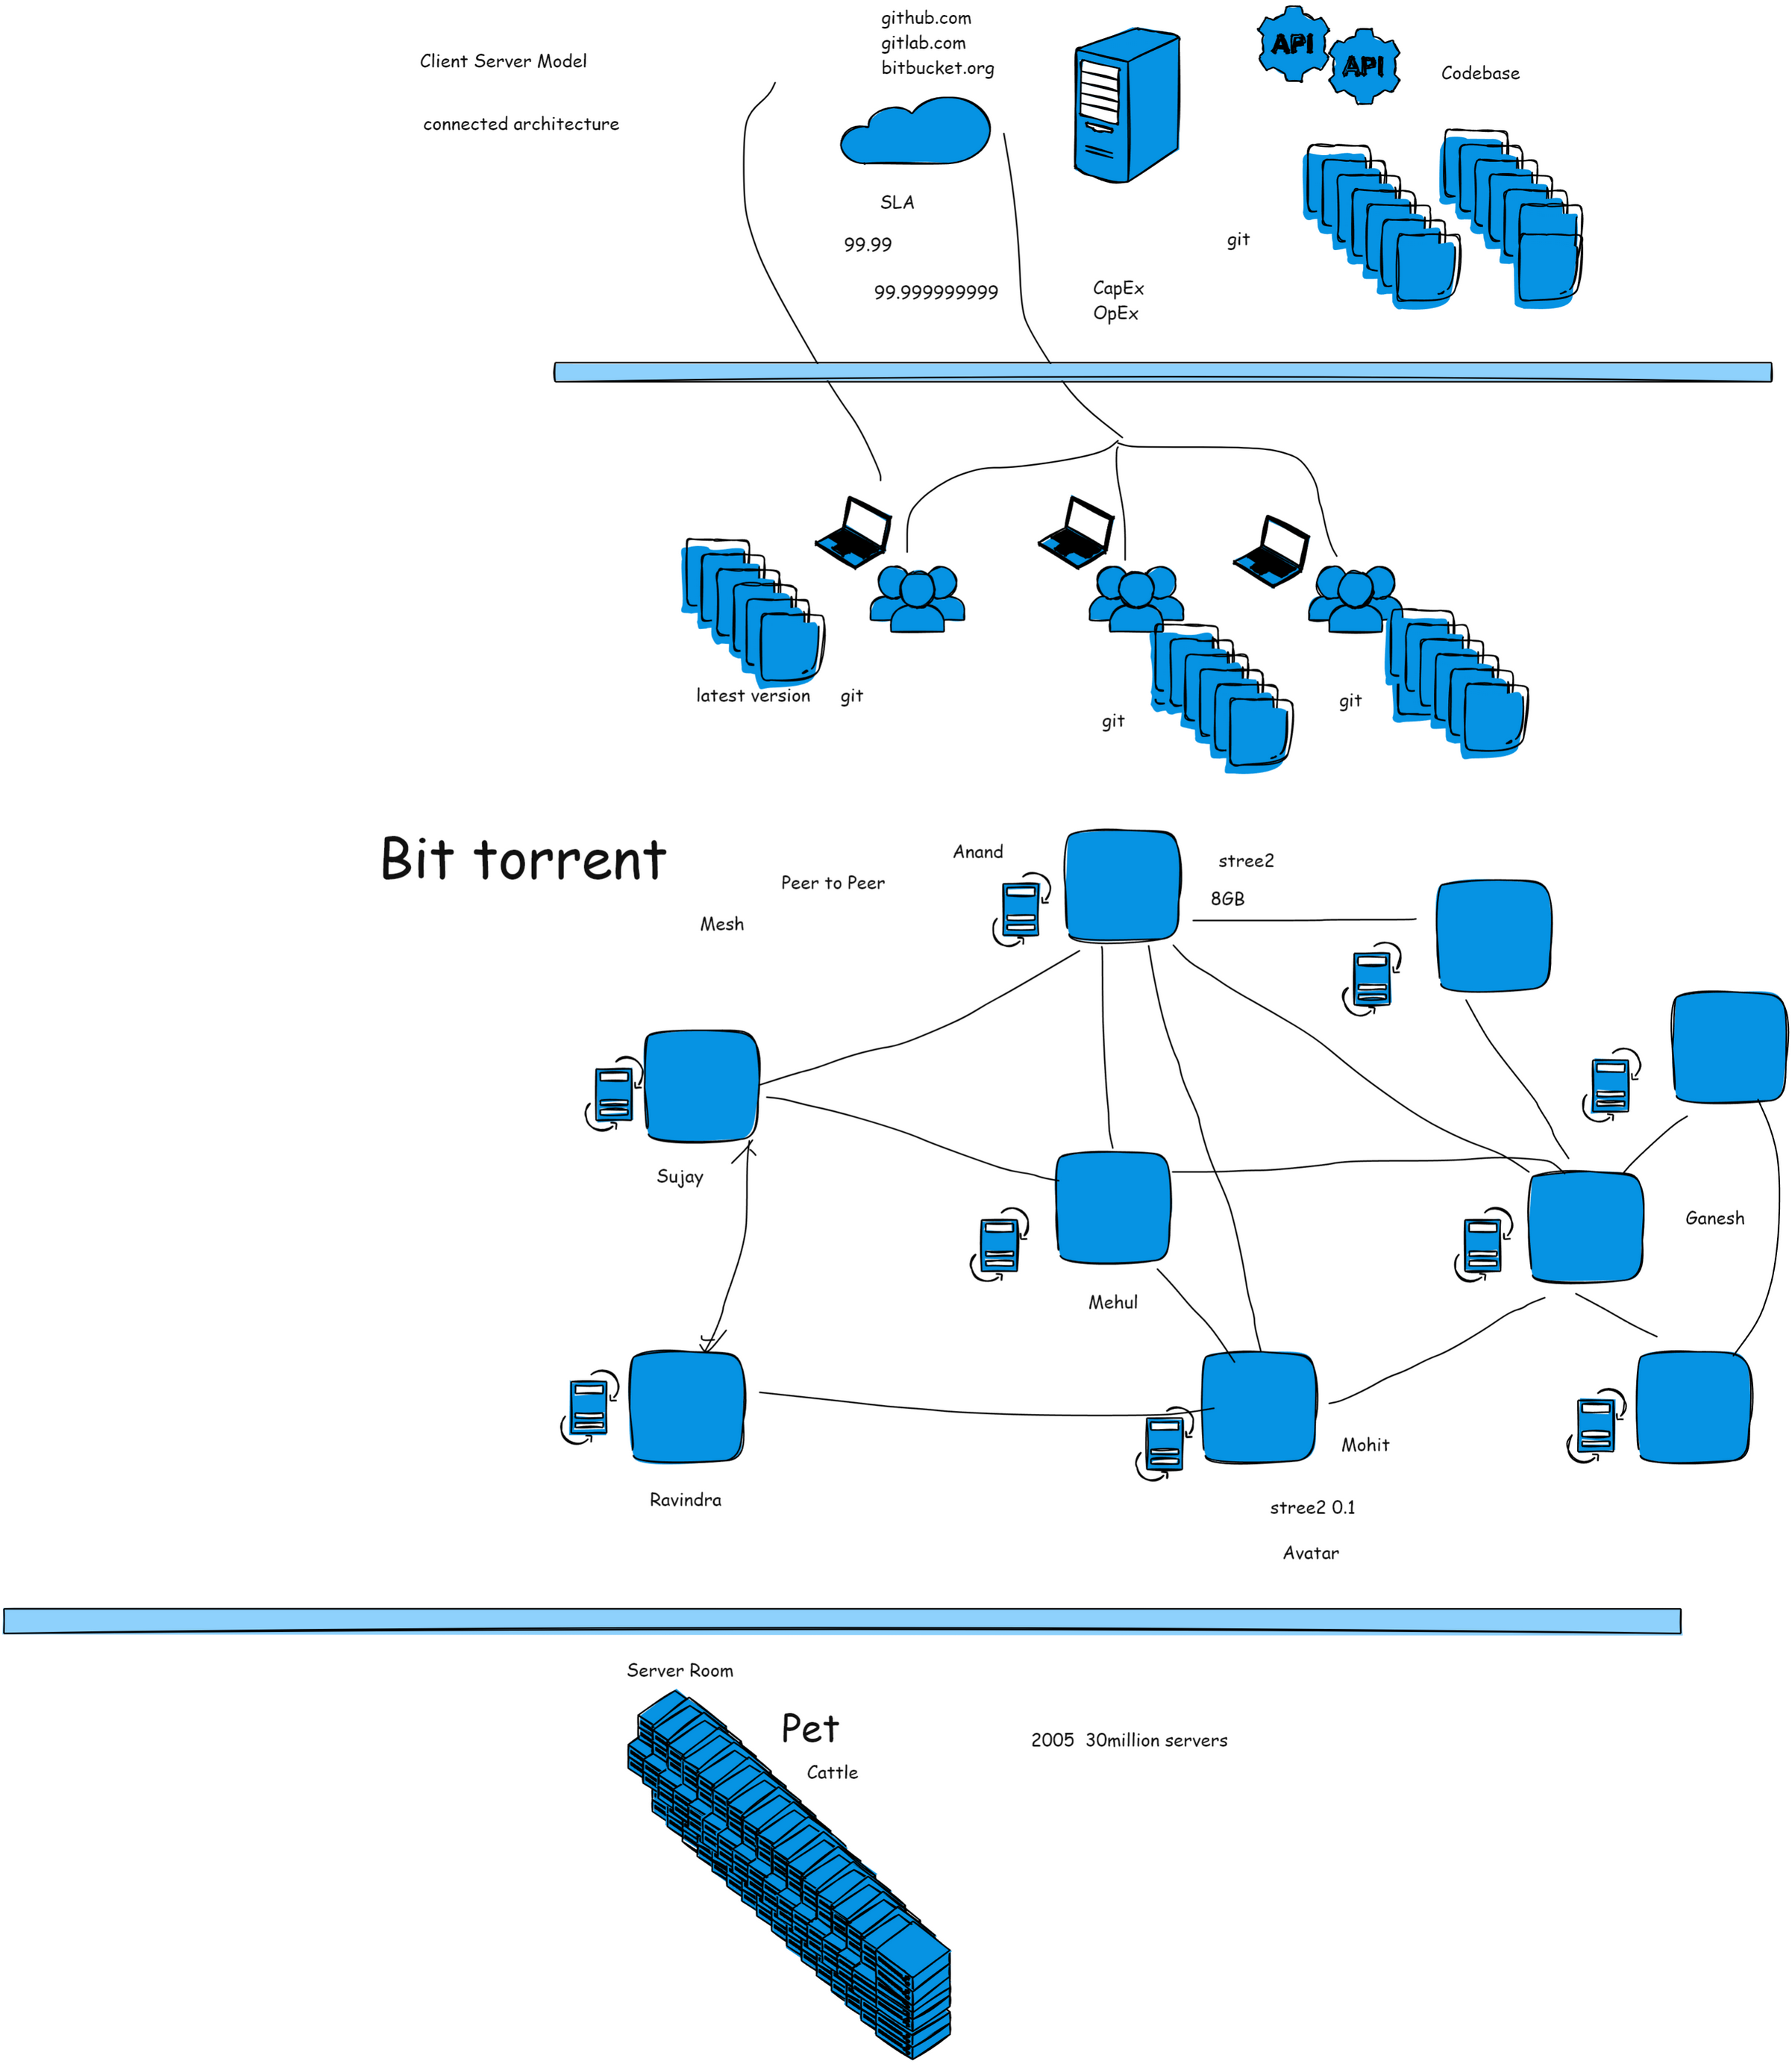 github.com
gitlab.com
bitbucket.org
Client Server Model
API
API
Codebase
connected architecture
SLA
99.99
git
99.999999999
CapEx
OpEx
latest version
git
git
git
Bit torrent
Peer to Peer
Mesh
Anand
stree2
8GB
Sujay
Ganesh
Mehul
Mohit
Ravindra
stree2 0.1
Avatar
Server Room
Pet
Cattle
2005  30million servers